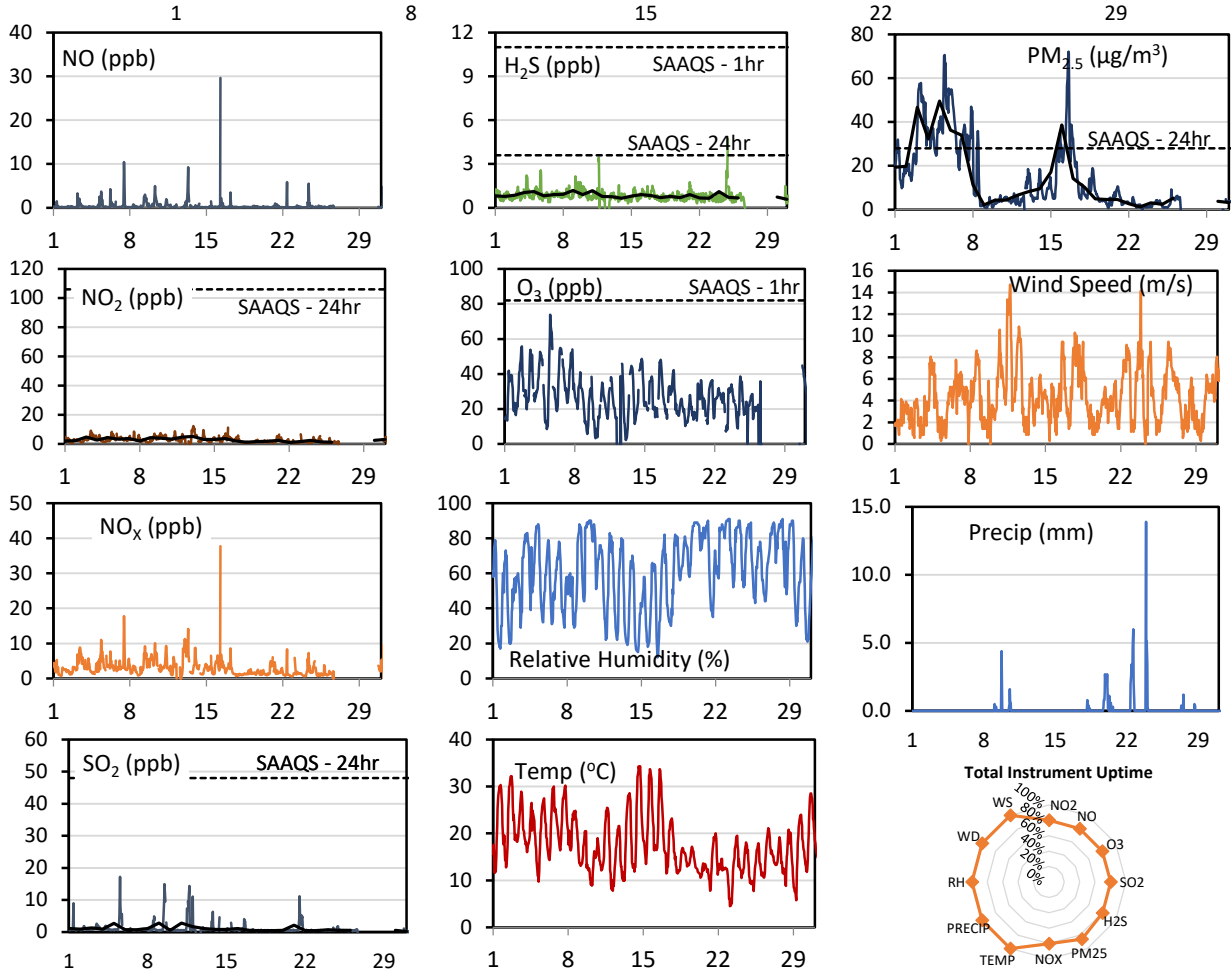 1 8 15 22 29
NO (ppb)
40
30
20
10
0
1 8 15 22 29
H₂S (ppb)
SAAQS - 1hr
SAAQS - 24hr
12
9
6
3
0
1 8 15 22 29
PM₂.₅ (µg/m³)
SAAQS - 24hr
80
60
40
20
0
1 8 15 22 29
NO₂ (ppb)
SAAQS - 24hr
120
100
80
60
40
20
0
1 8 15 22 29
O₃ (ppb)
SAAQS - 1hr
100
80
60
40
20
0
1 8 15 22 29
Wind Speed (m/s)
16
14
12
10
8
6
4
2
0
1 8 15 22 29
NOX (ppb)
50
40
30
20
10
0
1 8 15 22 29
100
80
60
40
20
0
Relative Humidity (%)
1 8 15 22 29
Precip (mm)
15.0
10.0
5.0
0.0
1 8 15 22 29
SO₂ (ppb)
SAAQS - 24hr
60
50
40
30
20
10
0
1 8 15 22 29
Temp (ºC)
40
30
20
10
0
1 8 15 22 29
Total Instrument Uptime
100%
80%
60%
40%
20%
0%
NO2
NO
O3
SO2
H2S
PM25
NOX
TEMP
PRECIP
RH
WD
WS